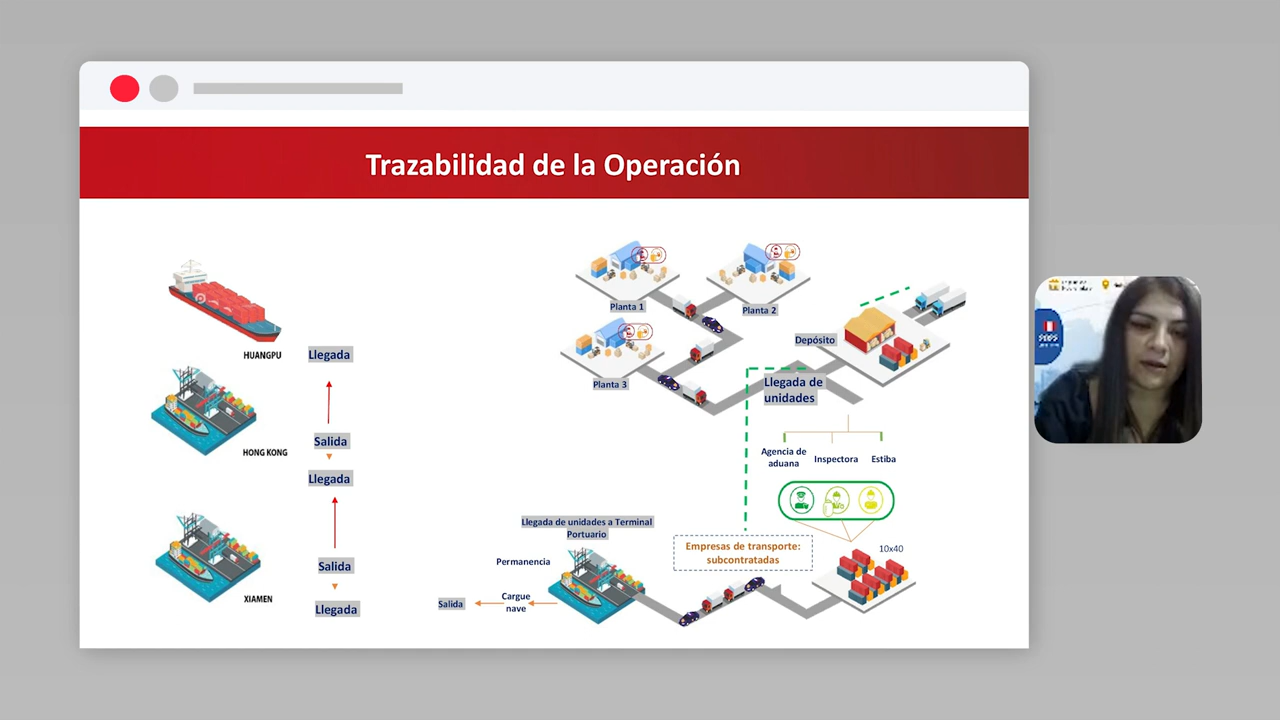 Trazabilidad de la Operación
HUANGPU
Llegada
Salida
HONG KONG
Llegada
Salida
XIAMEN
Llegada
Planta 1
Planta 2
Planta 3
Depósito
Llegada de
unidades
Agencia de
aduana
Inspectora
Estiba
10x40
Empresas de transporte:
subcontratadas
Llegada de unidades a Terminal
Portuario
Permanencia
Cargue
nave
Salida